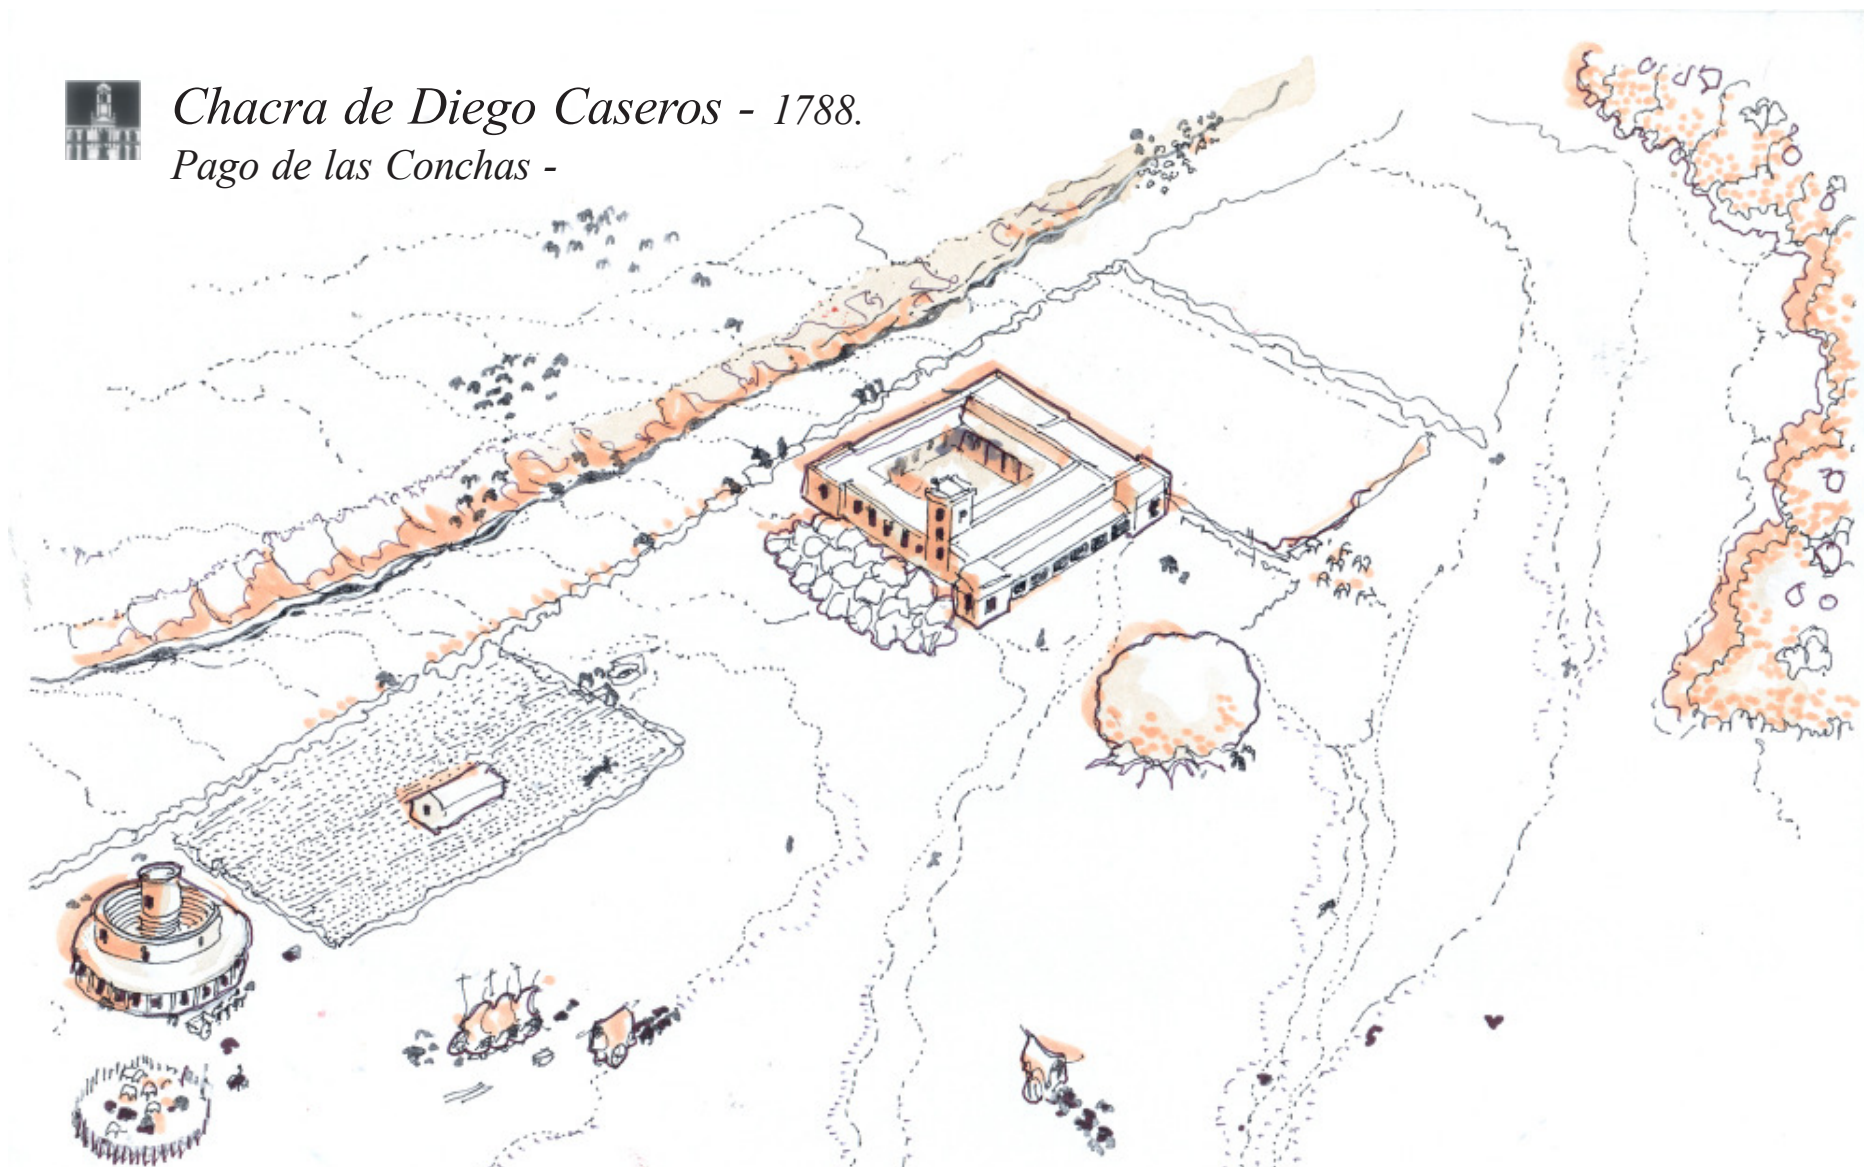 Chacra de Diego Caseros - 1788.
Pago de las Conchas -